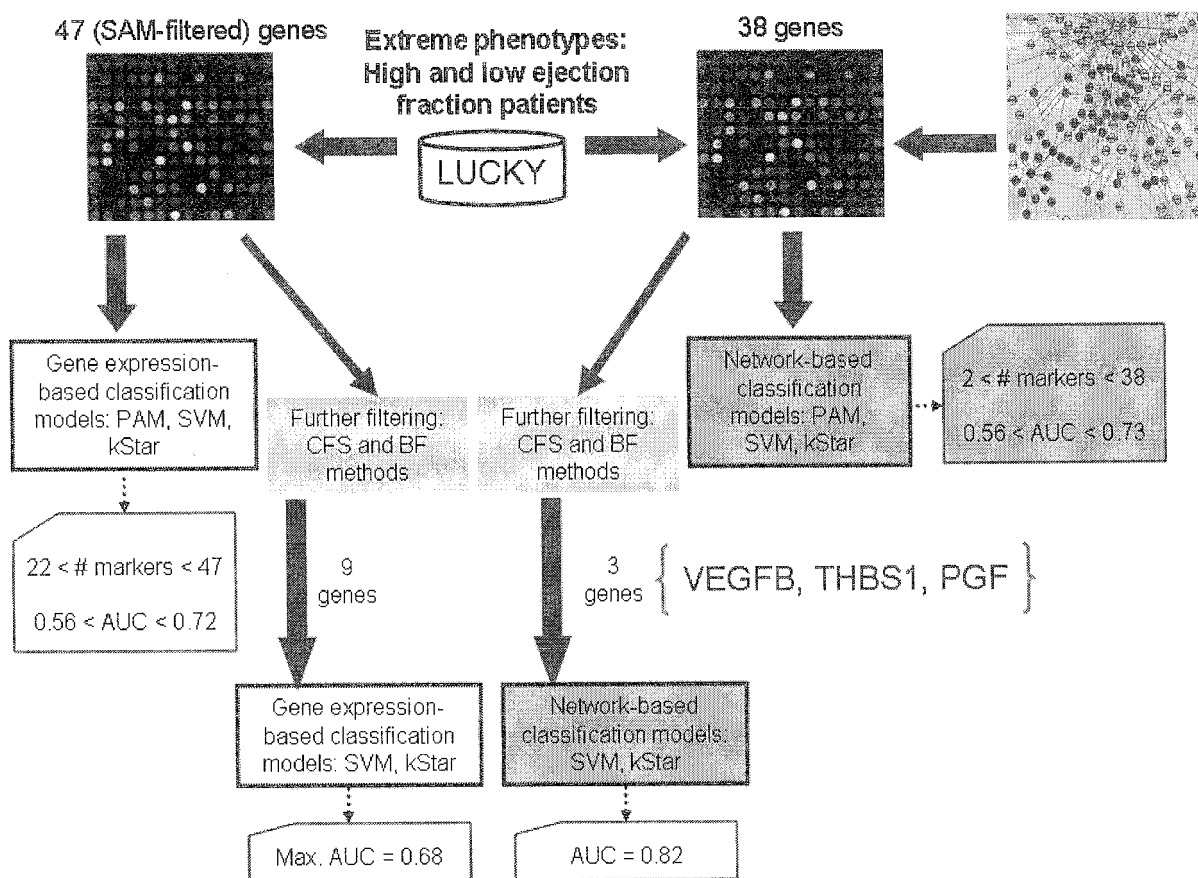 47 (SAM-filtered) genes
Extreme phenotypes:
High and low ejection
fraction patients
38 genes
LUCKY
Gene expression-
based classification
models: PAM, SVM,
kStar
Further filtering:
CFS and BF
methods
Further filtering:
CFS and BF
methods
Network-based
classification
models: PAM,
SVM, kStar
2 < # markers < 38
0.56 < AUC < 0.73
22 < # markers < 47
0.56 < AUC < 0.72
9
genes
3
genes
{ VEGFB, THBS1, PGF }
Gene expression-
based classification
models: SVM, kStar
Network-based
classification models:
SVM, kStar
Max. AUC = 0.68
AUC = 0.82